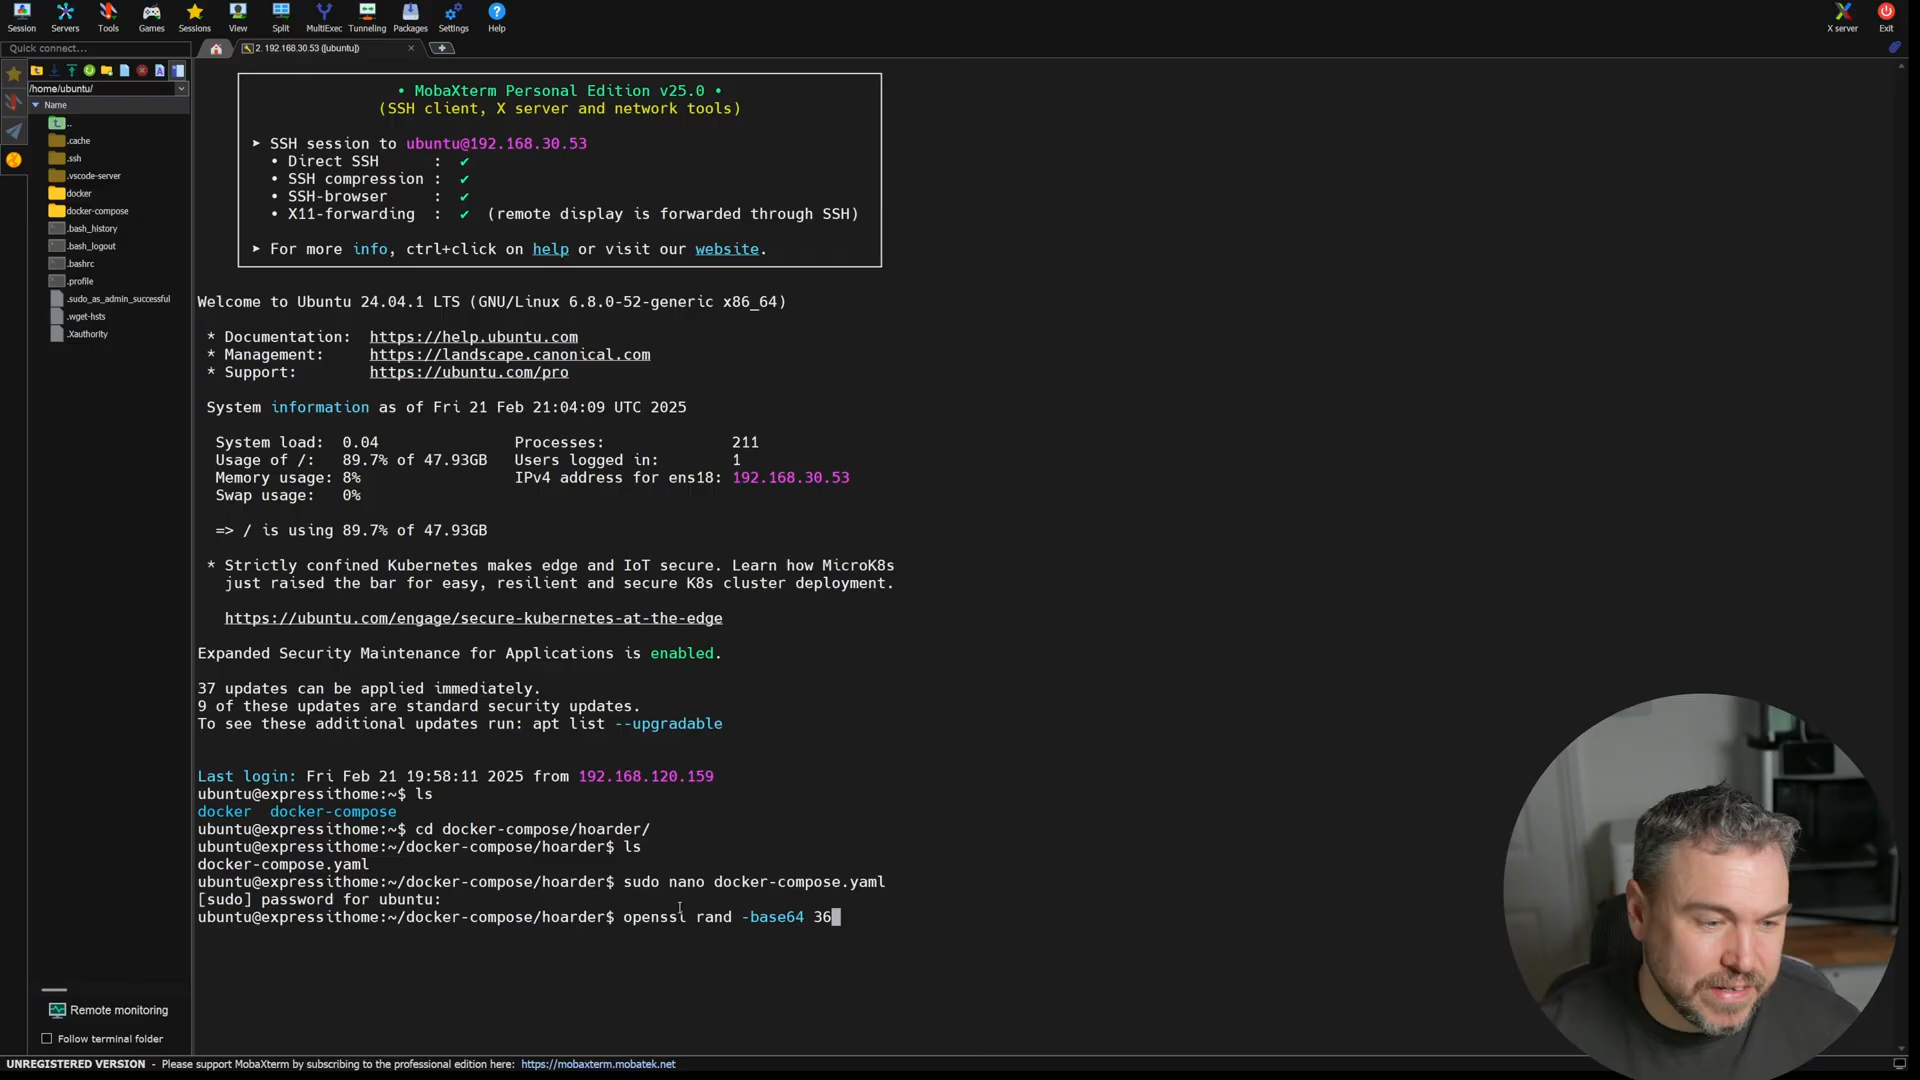 Session Servers Tools Games Sessions View Split MultiExec Tunneling Packages Settings Help X server Exit
Quick connect...
2. 192.168.30.53 (ubuntu)
/home/ubuntu/
Name
..
.cache
.ssh
.vscode-server
docker
docker-compose
.bash_history
.bash_logout
.bashrc
.profile
.sudo_as_admin_successful
.wget-hsts
.Xauthority
• MobaXterm Personal Edition v25.0 •
(SSH client, X server and network tools)
➤ SSH session to ubuntu@192.168.30.53
• Direct SSH : ✔
• SSH compression : ✔
• SSH-browser : ✔
• X11-forwarding : ✔ (remote display is forwarded through SSH)
➤ For more info, ctrl+click on help or visit our website.
Welcome to Ubuntu 24.04.1 LTS (GNU/Linux 6.8.0-52-generic x86_64)
* Documentation: https://help.ubuntu.com
* Management: https://landscape.canonical.com
* Support: https://ubuntu.com/pro
System information as of Fri 21 Feb 21:04:09 UTC 2025
System load: 0.04 Processes: 211
Usage of /: 89.7% of 47.93GB Users logged in: 1
Memory usage: 8% IPv4 address for ens18: 192.168.30.53
Swap usage: 0%
=> / is using 89.7% of 47.93GB
* Strictly confined Kubernetes makes edge and IoT secure. Learn how MicroK8s
just raised the bar for easy, resilient and secure K8s cluster deployment.
https://ubuntu.com/engage/secure-kubernetes-at-the-edge
Expanded Security Maintenance for Applications is enabled.
37 updates can be applied immediately.
9 of these updates are standard security updates.
To see these additional updates run: apt list --upgradable
Last login: Fri Feb 21 19:58:11 2025 from 192.168.120.159
ubuntu@expressithome:~$ ls
docker docker-compose
ubuntu@expressithome:~$ cd docker-compose/hoarder/
ubuntu@expressithome:~/docker-compose/hoarder$ ls
docker-compose.yaml
ubuntu@expressithome:~/docker-compose/hoarder$ sudo nano docker-compose.yaml
[sudo] password for ubuntu:
ubuntu@expressithome:~/docker-compose/hoarder$ openssl rand -base64 36
Remote monitoring
Follow terminal folder
UNREGISTERED VERSION - Please support MobaXterm by subscribing to the professional edition here: https://mobaxterm.mobatek.net